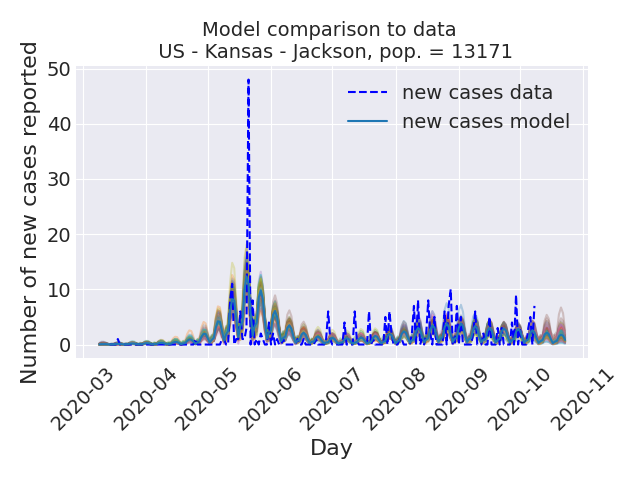 Model comparison to data
US - Kansas - Jackson, pop. = 13171
Number of new cases reported
50
40
30
20
10
0
new cases data
new cases model
2020-03
2020-04
2020-05
2020-06
2020-07
2020-08
2020-09
2020-10
2020-11
Day